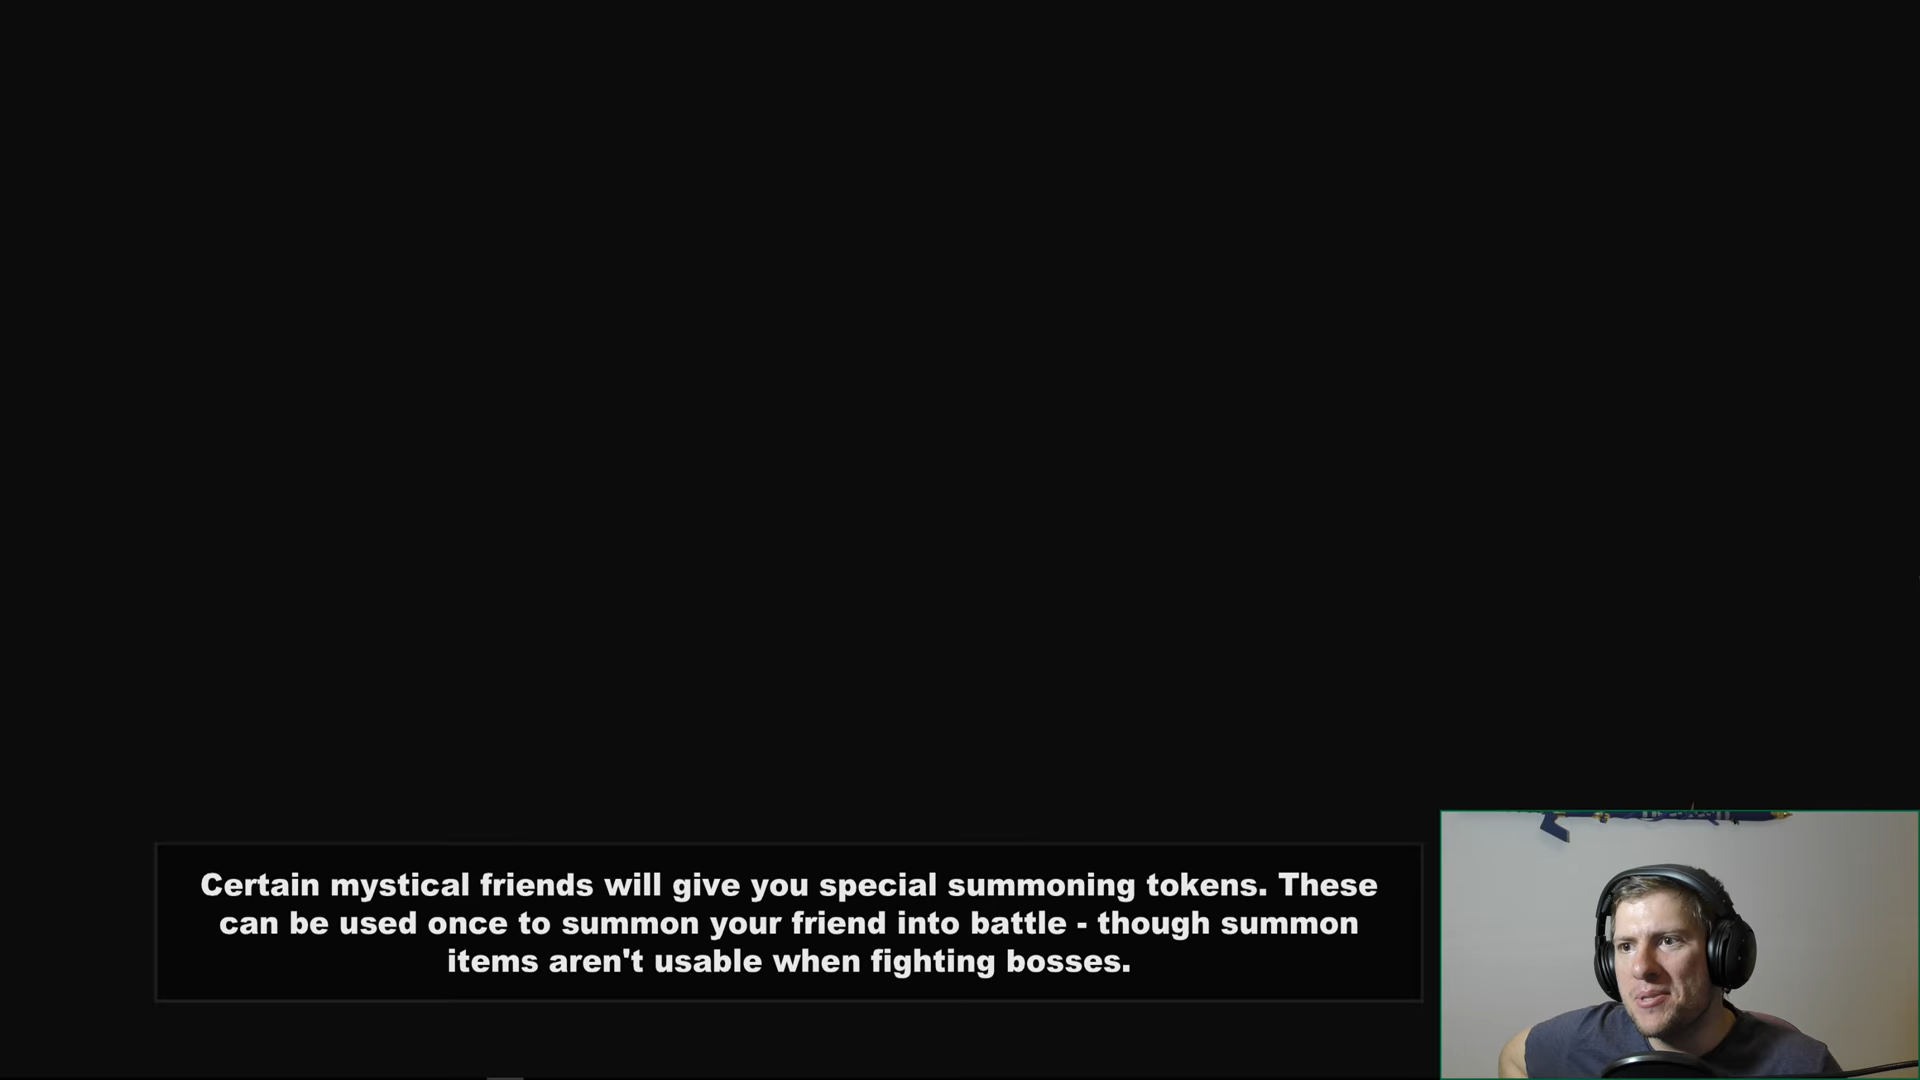 Certain mystical friends will give you special summoning tokens. These
can be used once to summon your friend into battle - though summon
items aren't usable when fighting bosses.